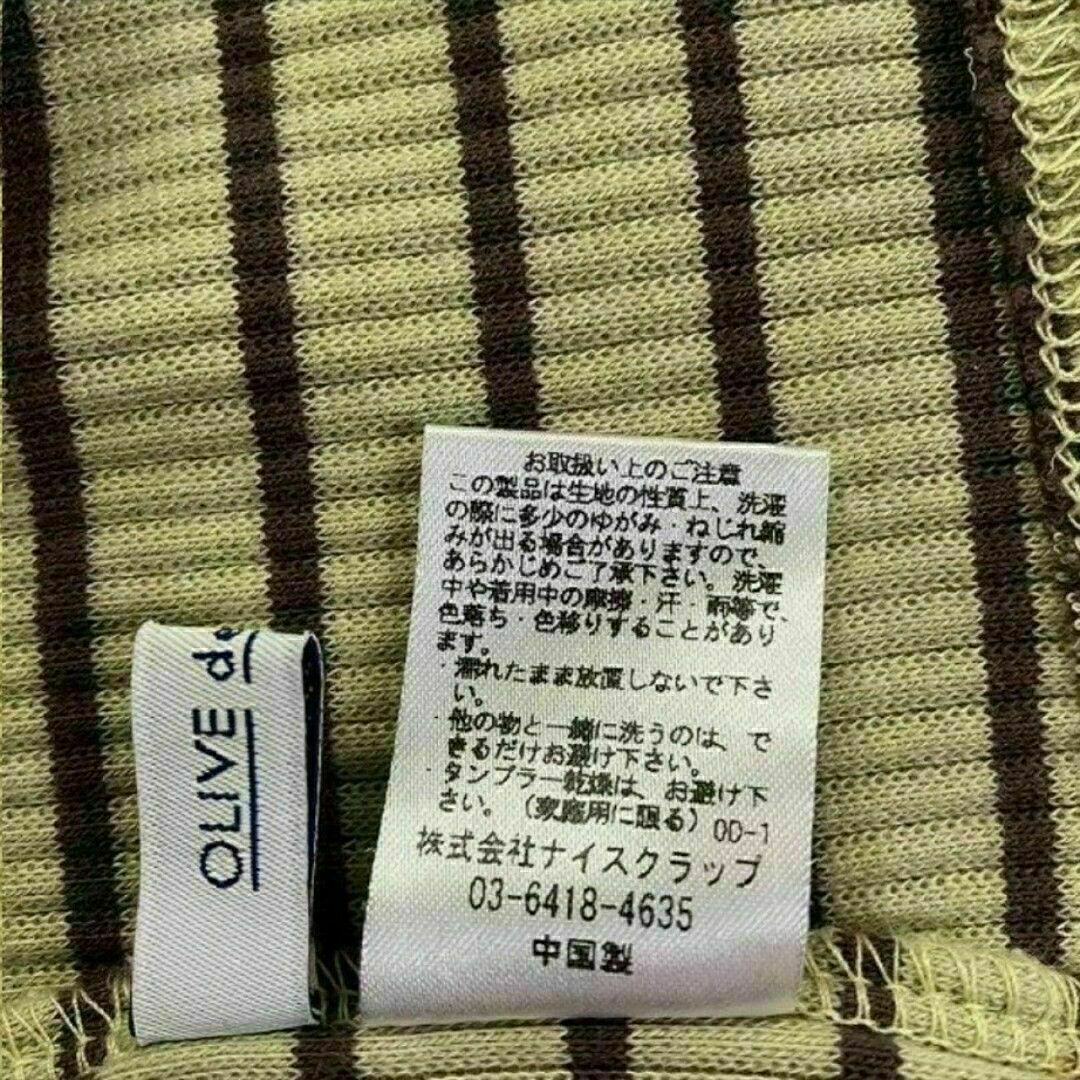 お取扱い上のご注意
この製品は生地の性質上、洗濯
の際に多少のゆがみ・ねじれ縮
みが出る場合がありますので、
あらかじめご了承下さい。洗濯
中や着用中の摩擦・汗・雨等で、
色落ち・色移りすることがあり
ます。
・濡れたまま放置しないで下さ
い。
・他の物と一緒に洗うのは、で
きるだけお避け下さい。
・タンブラー乾燥は、お避け下
さい。(家庭用に限る) OD-1
株式会社ナイスクラップ
03-6418-4635
中国製
OLIVE de